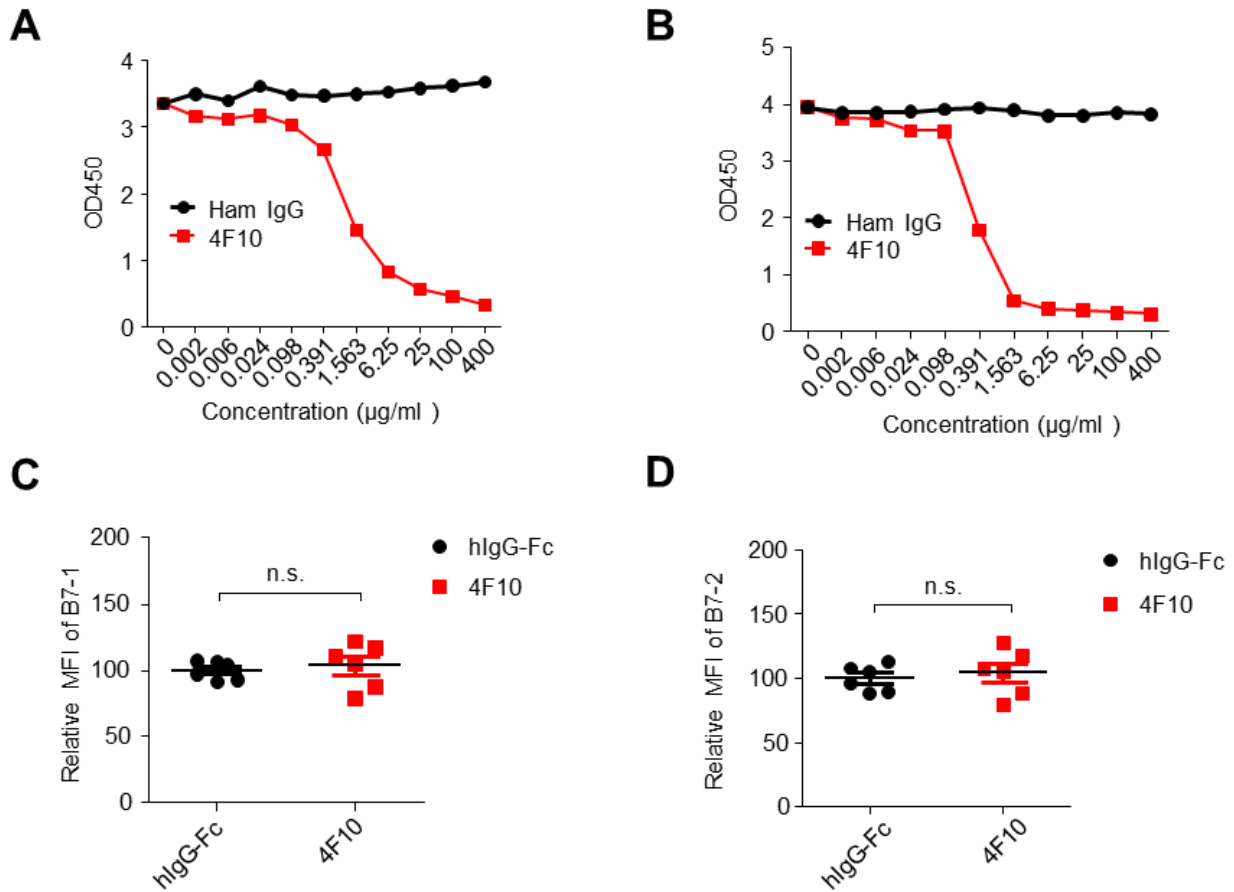 A
OD450
4
3
2
1
0
Ham IgG
4F10
0
0.002
0.006
0.024
0.098
0.391
1.563
6.25
25
100
400
Concentration (µg/ml )
B
OD450
5
4
3
2
1
0
Ham IgG
4F10
0
0.002
0.006
0.024
0.098
0.391
1.563
6.25
25
100
400
Concentration (µg/ml )
C
Relative MFI of B7-1
200
150
100
50
0
n.s.
hIgG-Fc
4F10
hIgG-Fc
4F10
D
Relative MFI of B7-2
200
150
100
50
0
n.s.
hIgG-Fc
4F10
hIgG-Fc
4F10